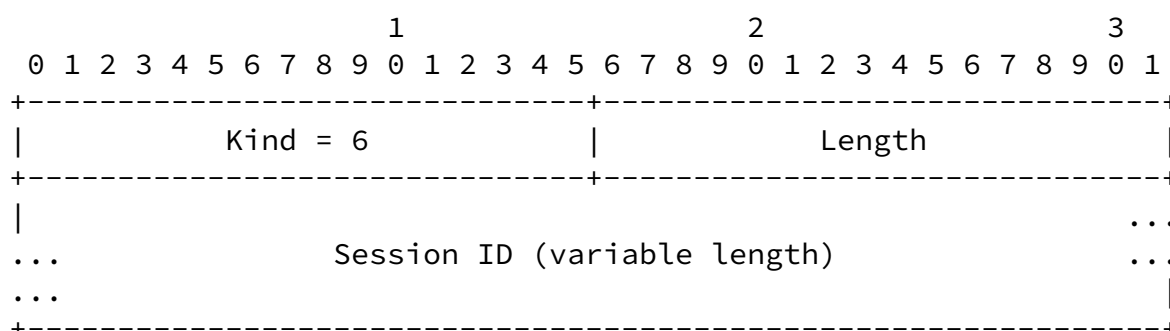 1                   2                   3
 0 1 2 3 4 5 6 7 8 9 0 1 2 3 4 5 6 7 8 9 0 1 2 3 4 5 6 7 8 9 0 1
+-------------------------------+-------------------------------+
|           Kind = 6            |            Length             |
+-------------------------------+-------------------------------+
|                                                             ...
...               Session ID (variable length)                ...
...                                                             |
+---------------------------------------------------------------+